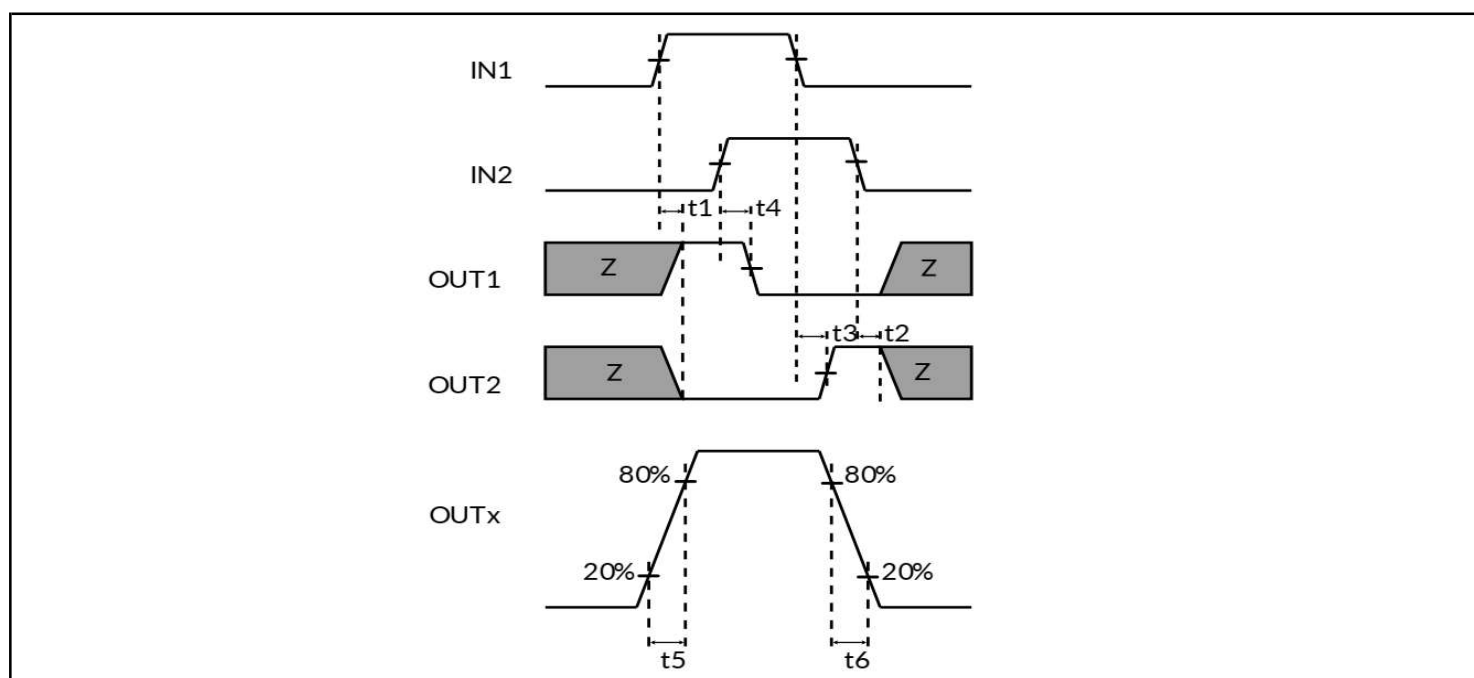 IN1
IN2
t1 t4
OUT1 Z Z
t3 t2
OUT2 Z Z
80% 80%
OUTx
20% 20%
t5 t6